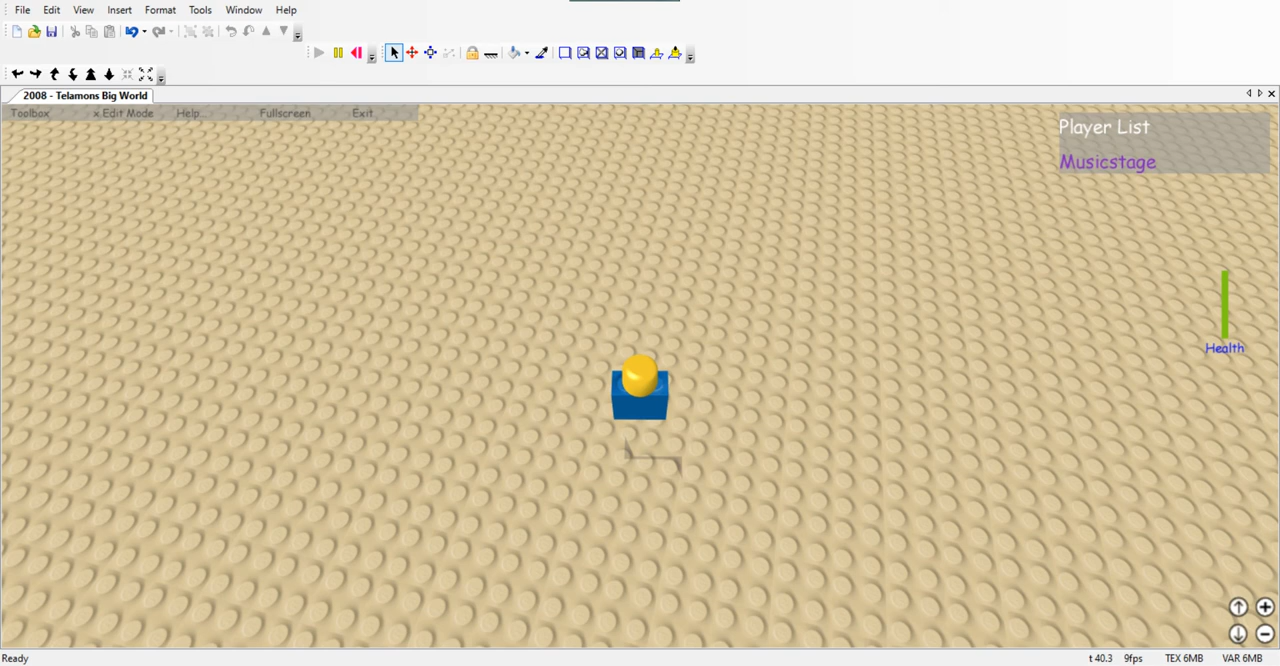 File Edit View Insert Format Tools Window Help
2008 - Telamons Big World
Toolbox x Edit Mode Help... Fullscreen Exit
Player List
Musicstage
Health
Ready t 40.3 9fps TEX 6MB VAR 6MB